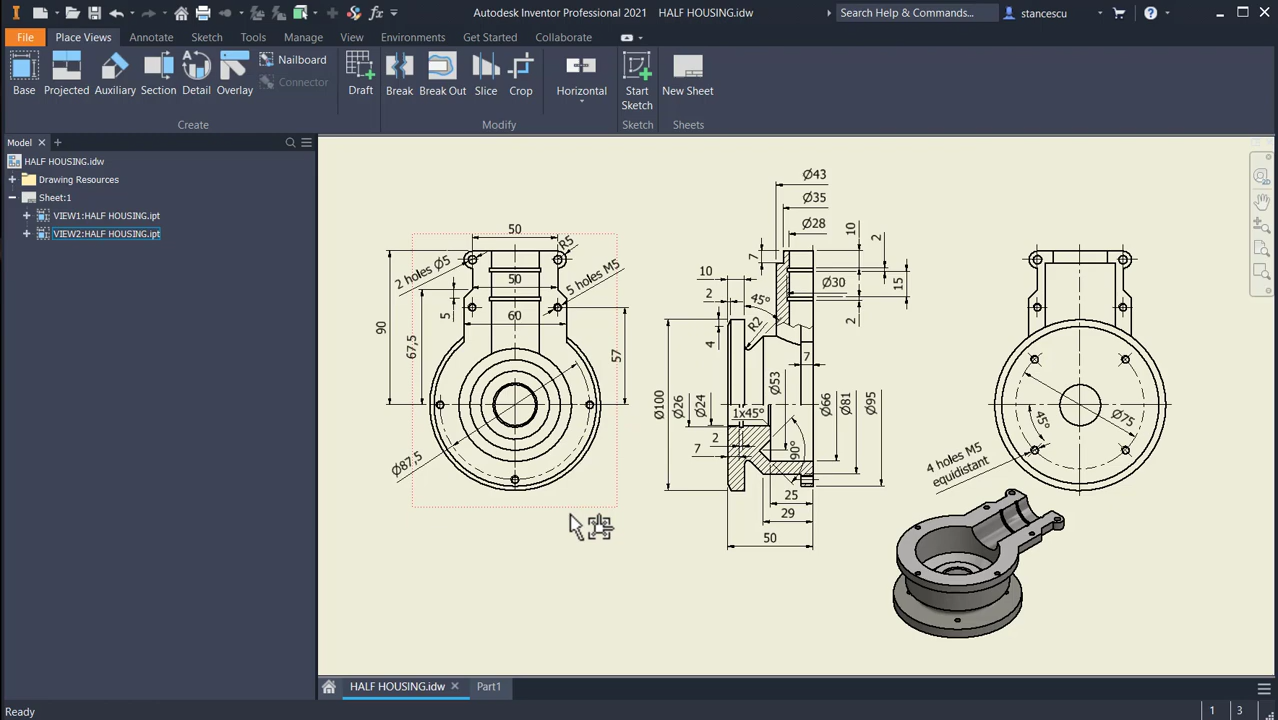 Autodesk Inventor Professional 2021 HALF HOUSING.idw
Search Help & Commands...
stancescu
File Place Views Annotate Sketch Tools Manage View Environments Get Started Collaborate
Base Projected Auxiliary Section Detail Overlay
Nailboard
Connector
Draft
Break Break Out Slice Crop
Horizontal
Start
Sketch
New Sheet
Create Modify Sketch Sheets
Model
HALF HOUSING.idw
Drawing Resources
Sheet:1
VIEW1:HALF HOUSING.ipt
VIEW2:HALF HOUSING.ipt
50
R5
2 holes Ø5
50
5 holes M5
5
60
90
67,5
57
Ø87,5
Ø43
Ø35
Ø28
10
2
7
10
Ø30
15
2
45°
2
R2
4
7
Ø53
Ø100
Ø26
Ø24
Ø66
Ø81
Ø95
1x45°
2
7
90°
25
29
50
Ø75
45°
4 holes M5
equidistant
HALF HOUSING.idw Part1
Ready
1 3